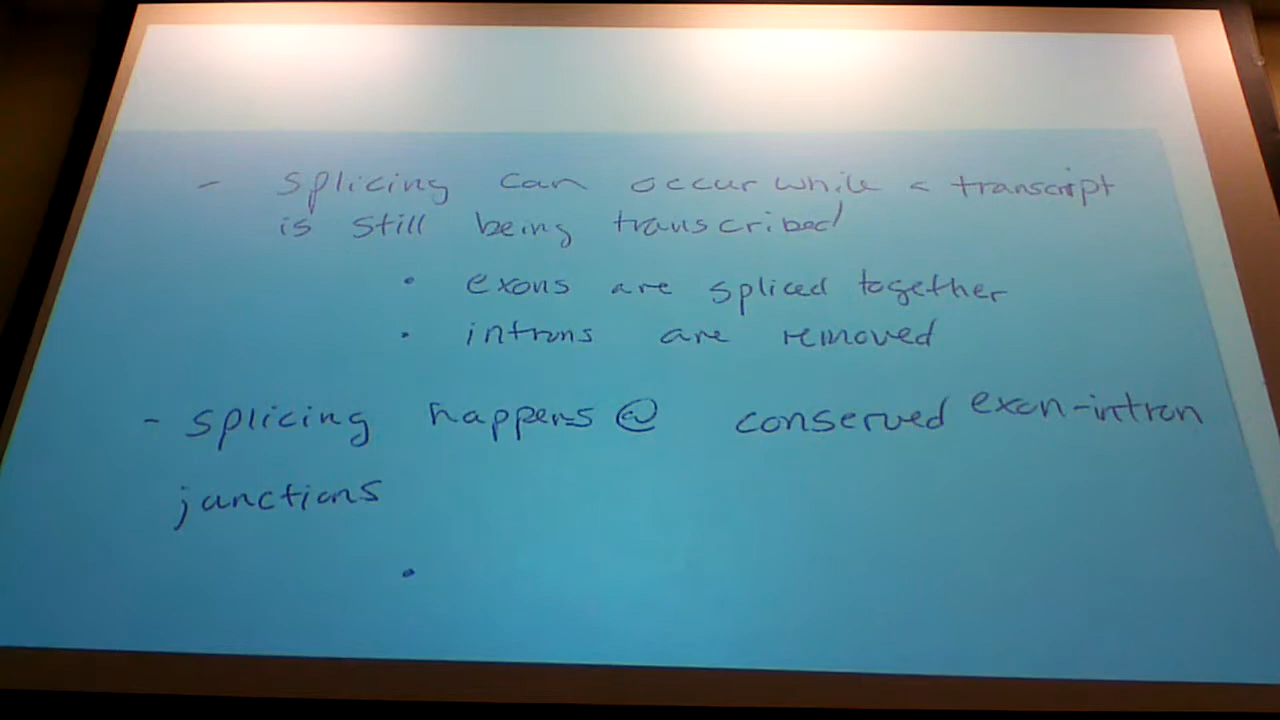 - splicing can occur while a transcript
is still being transcribed
• exons are spliced together
• introns are removed
- splicing happens @ conserved exon-intron
junctions
•